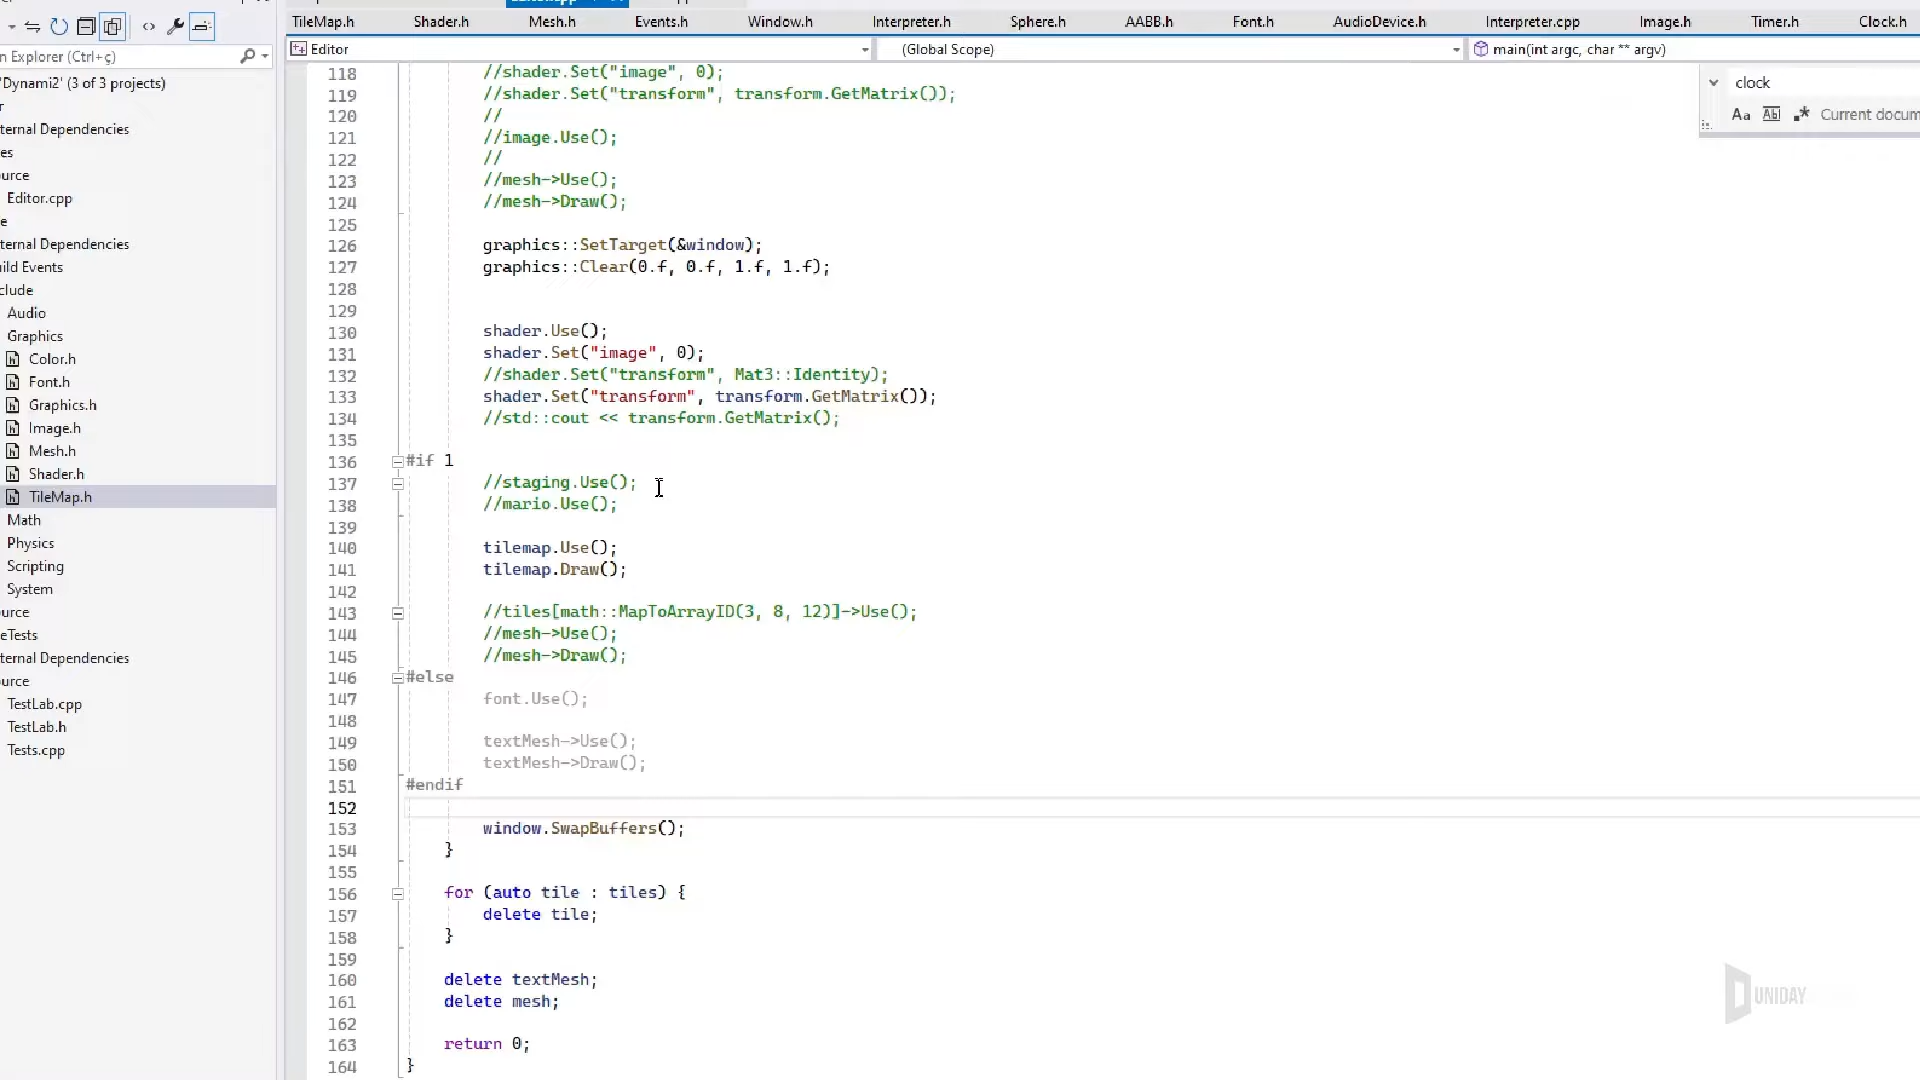 TileMap.h Shader.h Mesh.h Events.h Window.h Interpreter.h Sphere.h AABB.h Font.h AudioDevice.h Interpreter.cpp Image.h Timer.h Clock.h
Editor (Global Scope) main(int argc, char ** argv)
n Explorer (Ctrl+ç)
'Dynami2' (3 of 3 projects)
r
ternal Dependencies
es
urce
Editor.cpp
e
ternal Dependencies
ild Events
clude
Audio
Graphics
Color.h
Font.h
Graphics.h
Image.h
Mesh.h
Shader.h
TileMap.h
Math
Physics
Scripting
System
urce
eTests
ternal Dependencies
urce
TestLab.cpp
TestLab.h
Tests.cpp
clock
Aa Ab Current docum
118 //shader.Set("image", 0);
119 //shader.Set("transform", transform.GetMatrix());
120 //
121 //image.Use();
122 //
123 //mesh->Use();
124 //mesh->Draw();
125
126 graphics::SetTarget(&window);
127 graphics::Clear(0.f, 0.f, 1.f, 1.f);
128
129
130 shader.Use();
131 shader.Set("image", 0);
132 //shader.Set("transform", Mat3::Identity);
133 shader.Set("transform", transform.GetMatrix());
134 //std::cout << transform.GetMatrix();
135
136 #if 1
137 //staging.Use();
138 //mario.Use();
139
140 tilemap.Use();
141 tilemap.Draw();
142
143 //tiles[math::MapToArrayID(3, 8, 12)]->Use();
144 //mesh->Use();
145 //mesh->Draw();
146 #else
147 font.Use();
148
149 textMesh->Use();
150 textMesh->Draw();
151 #endif
152
153 window.SwapBuffers();
154 }
155
156 for (auto tile : tiles) {
157 delete tile;
158 }
159
160 delete textMesh;
161 delete mesh;
162
163 return 0;
164 }
UNIDAY